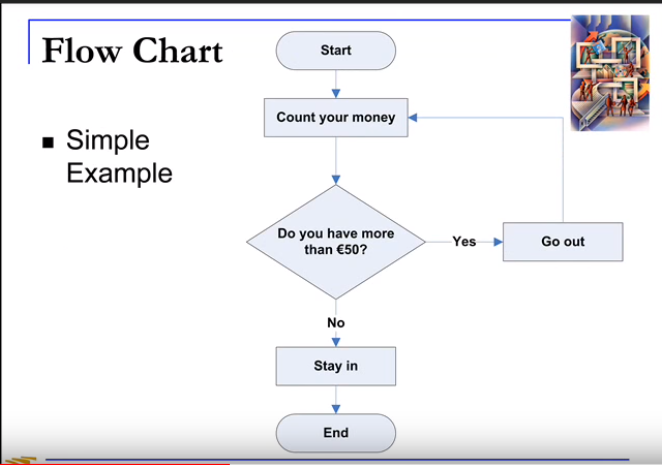 Flow Chart
Simple
Example
Start
Count your money
Do you have more
than €50?
Yes
Go out
No
Stay in
End